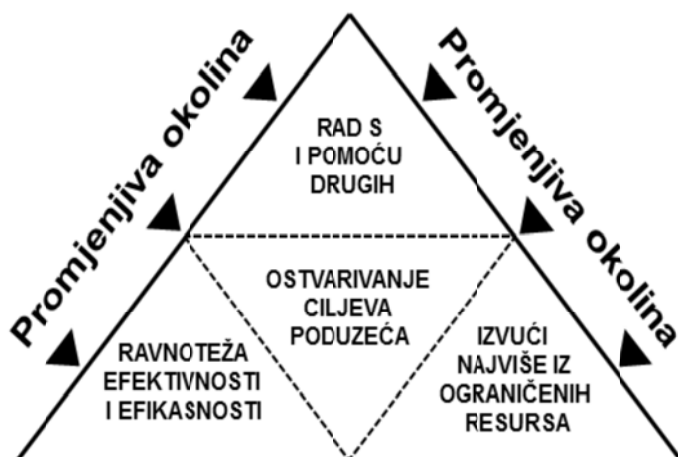 Promjenjiva okolina
Promjenjiva okolina
RAD S
I POMOĆU
DRUGIH
OSTVARIVANJE
CILJEVA
PODUZEĆA
RAVNOTEŽA
EFEKTIVNOSTI
I EFIKASNOSTI
IZVUĆI
NAJVIŠE IZ
OGRANIČENIH
RESURSA